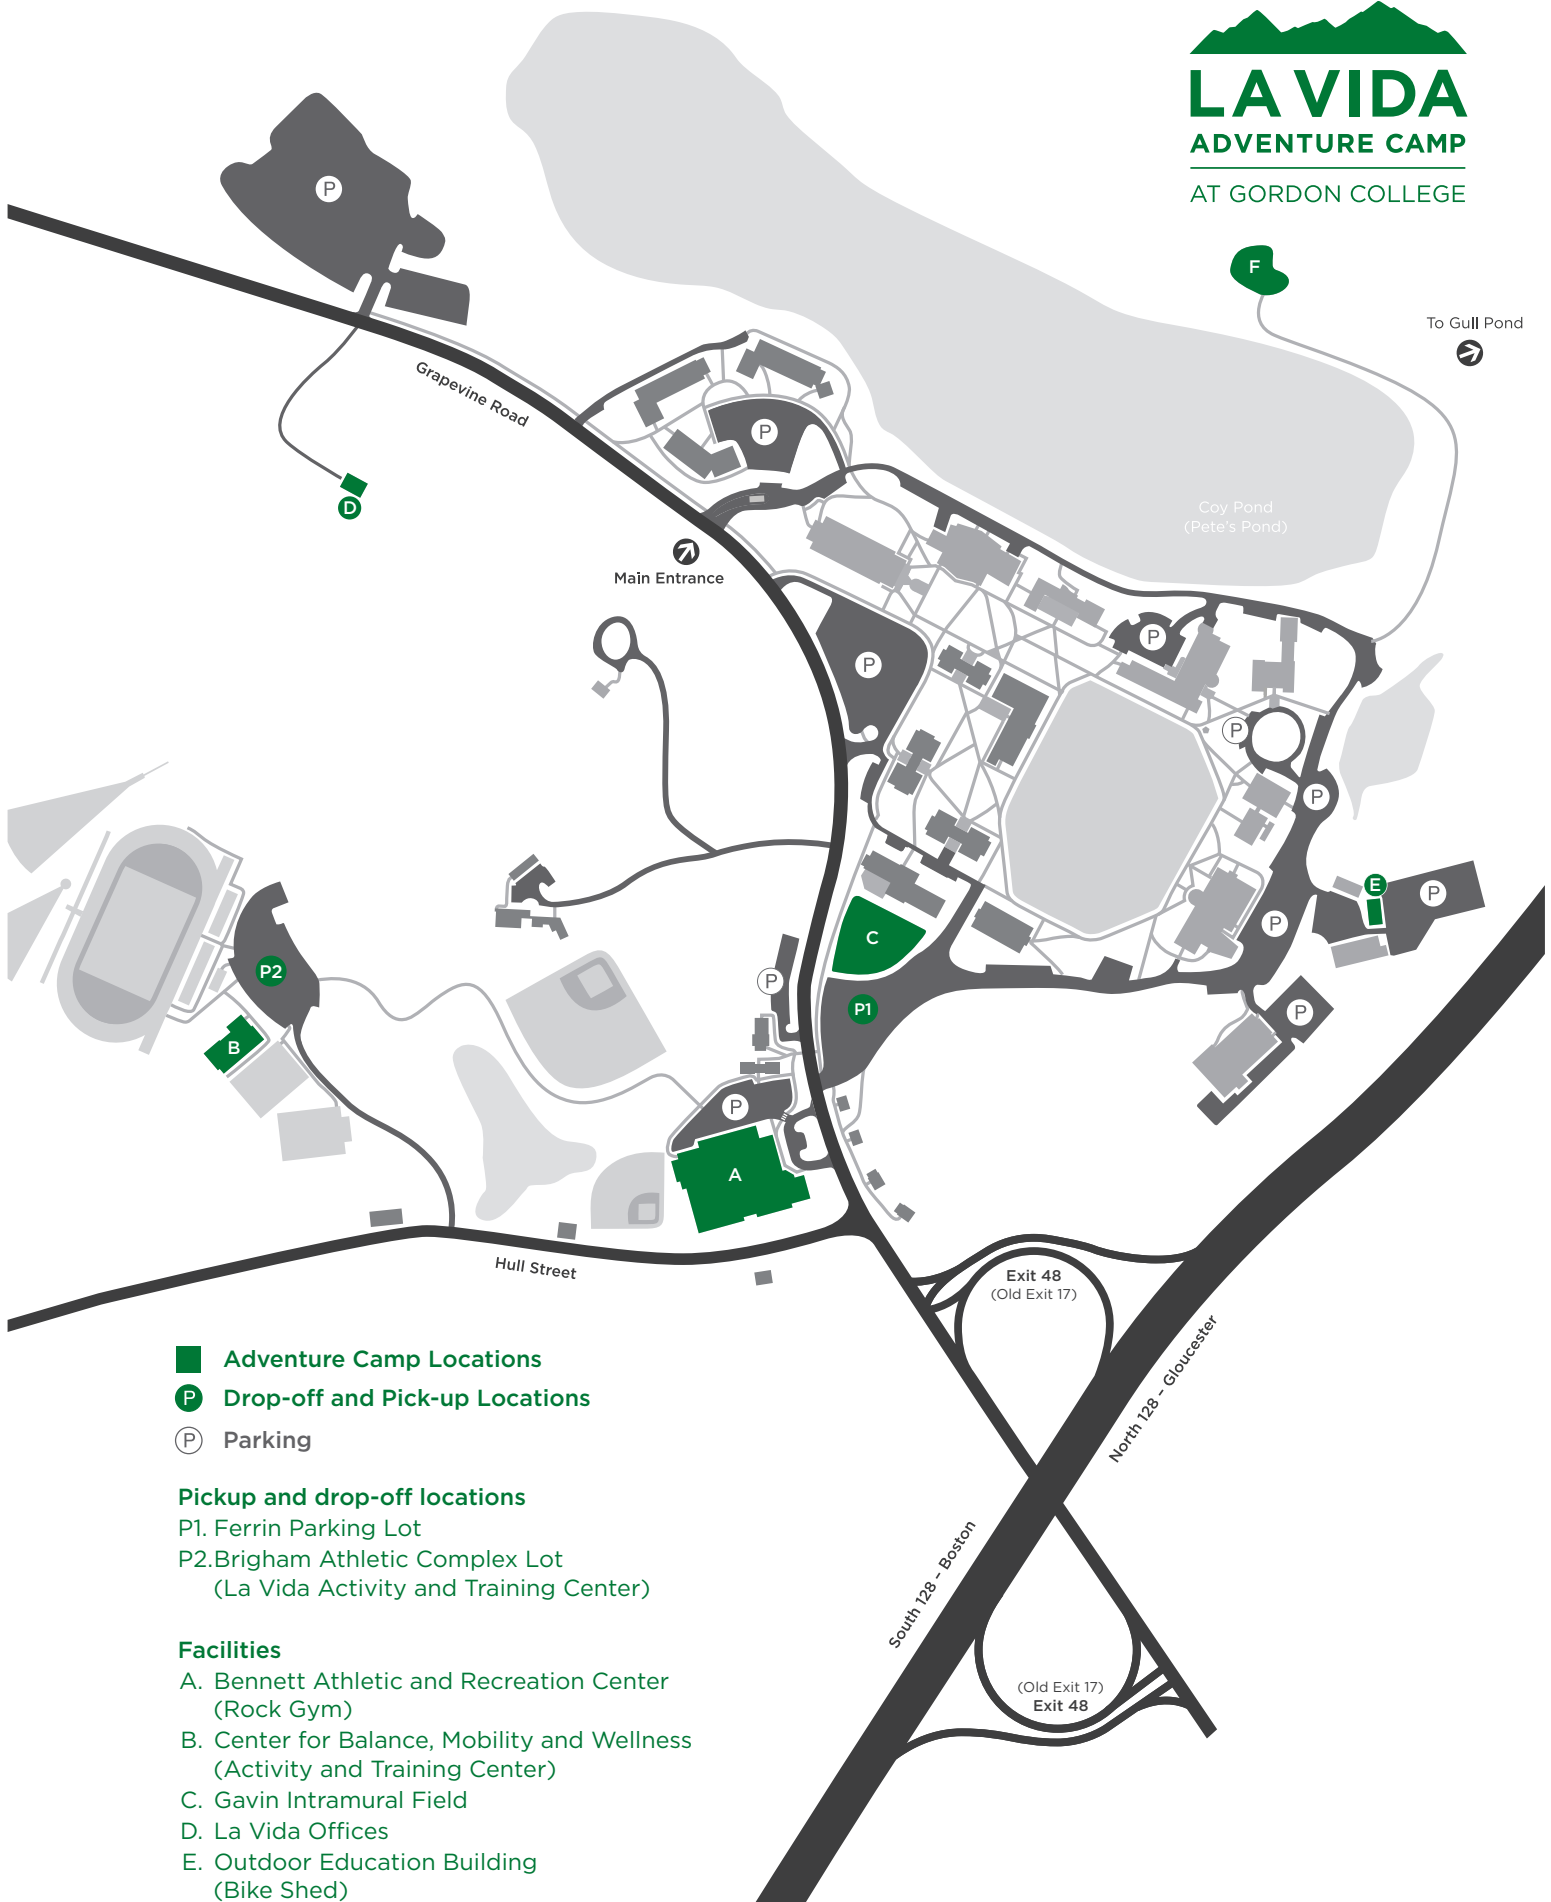 LA VIDA
ADVENTURE CAMP
AT GORDON COLLEGE
P
F
To Gull Pond
Grapevine Road
P
D
Coy Pond
(Pete's Pond)
Main Entrance
P
P
P
P
E
P
P
C
P2
P
P1
P
B
P
A
Hull Street
Exit 48
(Old Exit 17)
North 128 – Gloucester
South 128 – Boston
(Old Exit 17)
Exit 48
Adventure Camp Locations
P Drop-off and Pick-up Locations
P Parking
Pickup and drop-off locations
P1. Ferrin Parking Lot
P2.Brigham Athletic Complex Lot
(La Vida Activity and Training Center)
Facilities
A. Bennett Athletic and Recreation Center
(Rock Gym)
B. Center for Balance, Mobility and Wellness
(Activity and Training Center)
C. Gavin Intramural Field
D. La Vida Offices
E. Outdoor Education Building
(Bike Shed)